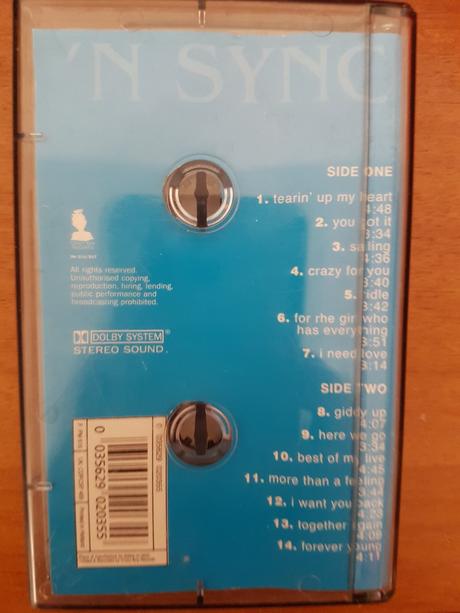 'N SYNC
SIDE ONE
1. tearin' up my heart
4:48
2. you got it
3:34
3. sailing
4:36
4. crazy for you
3:40
5. ridle
3:42
6. for rhe girl who
has everything
3:51
7. i need love
3:14
SIDE TWO
8. giddy up
4:07
9. here we go
3:34
10. best of my live
4:45
11. more than a feeling
3:44
12. i want you back
4:23
13. together again
4:09
14. forever young
4:11
All rights reserved.
Unauthorised copying,
reproduction, hiring, lending,
public performance and
broadcasting prohibited.
DOLBY SYSTEM®
STEREO SOUND.
0 035629 020355